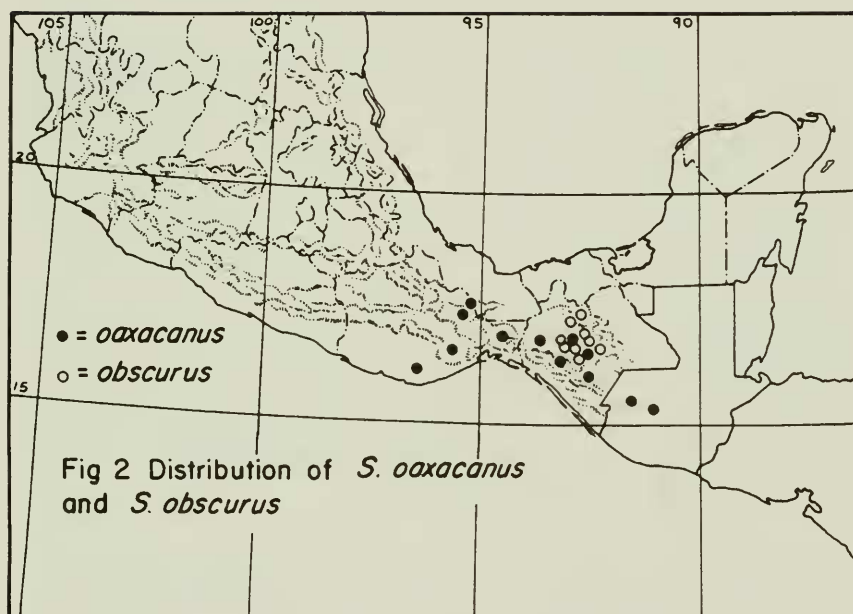 105 100 95 90
20
● = oaxacanus
○ = obscurus
15
Fig 2 Distribution of S. oaxacanus
and S. obscurus